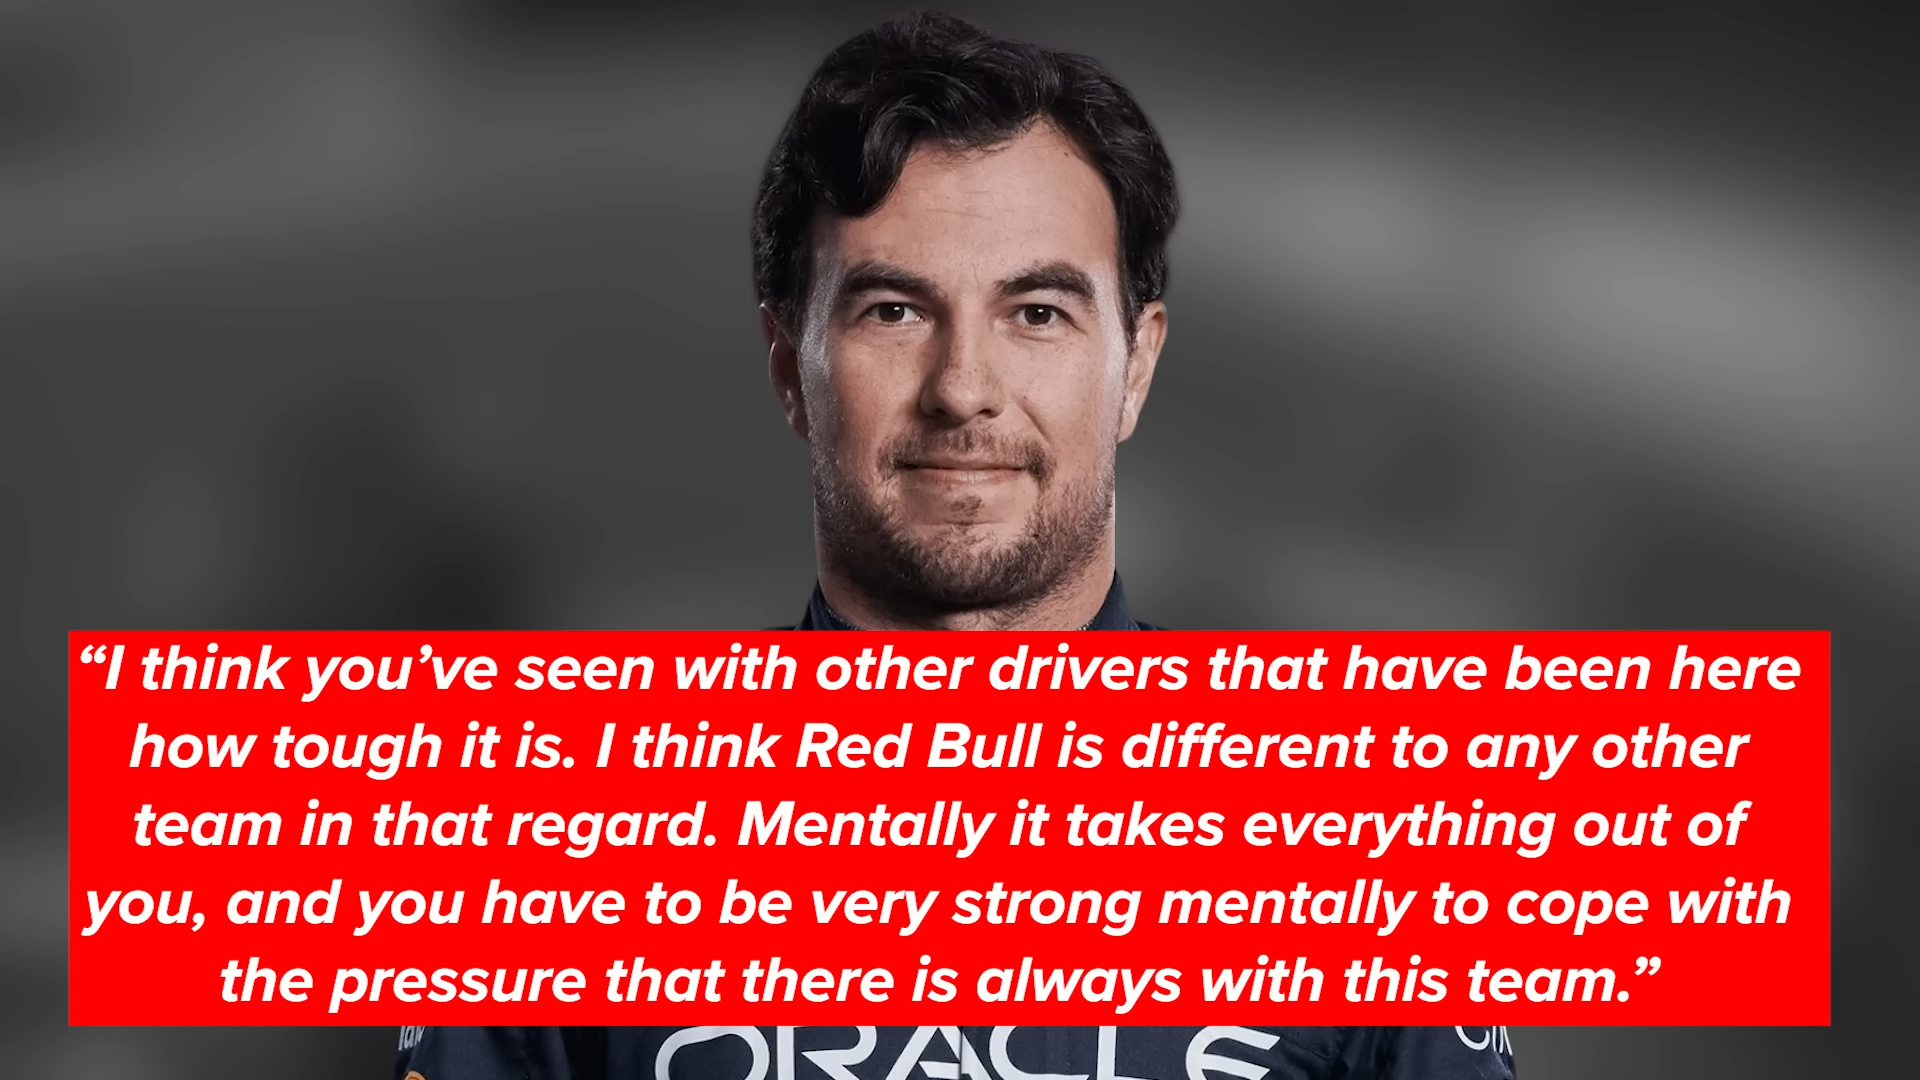 “I think you’ve seen with other drivers that have been here
how tough it is. I think Red Bull is different to any other
team in that regard. Mentally it takes everything out of
you, and you have to be very strong mentally to cope with
the pressure that there is always with this team.”
ORACLE